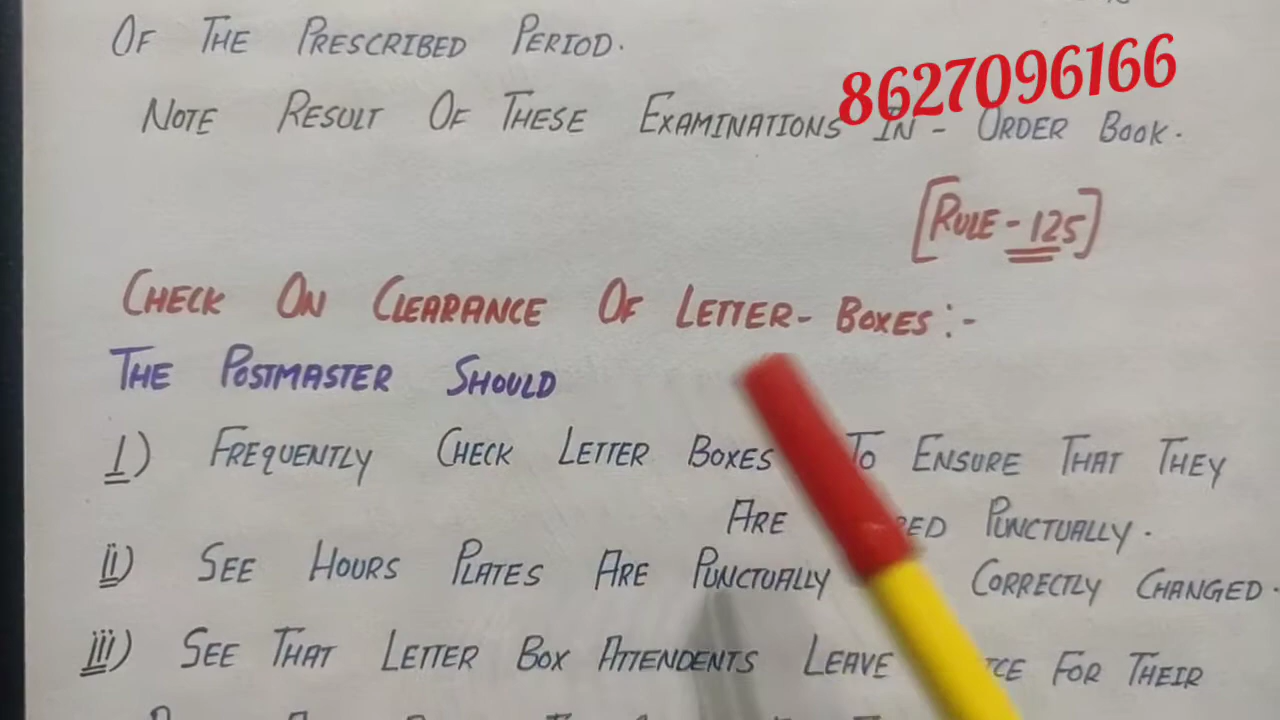 OF THE PRESCRIBED PERIOD.
8627096166
NOTE RESULT OF THESE EXAMINATIONS IN - ORDER BOOK.
[RULE - 125]
CHECK ON CLEARANCE OF LETTER - BOXES :-
THE POSTMASTER SHOULD
I) FREQUENTLY CHECK LETTER BOXES TO ENSURE THAT THEY
ARE PUNCTUALLY.
ii) SEE HOURS PLATES ARE PUNCTUALLY CORRECTLY CHANGED.
iii) SEE THAT LETTER BOX ATTENDENTS LEAVE FOR THEIR